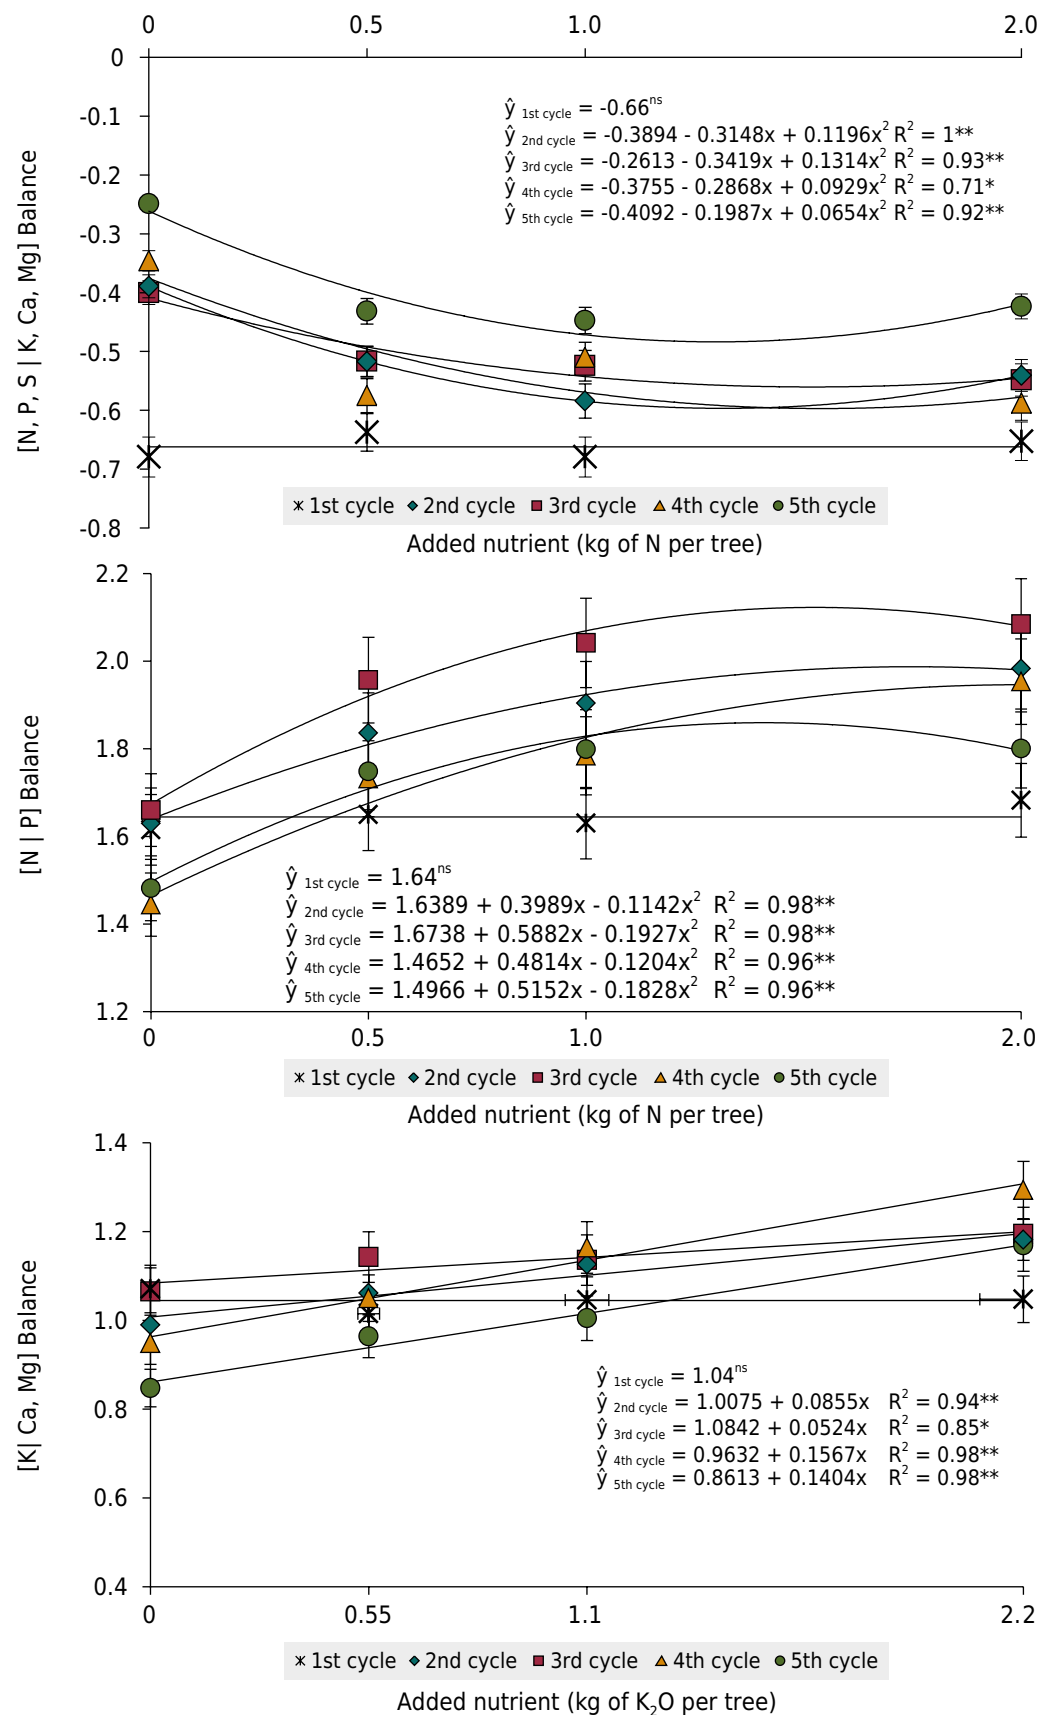 0 0.5 1.0 2.0
0
-0.1
-0.2
-0.3
-0.4
-0.5
-0.6
-0.7
-0.8
[N, P, S | K, Ca, Mg] Balance
ŷ 1st cycle = -0.66ns
ŷ 2nd cycle = -0.3894 - 0.3148x + 0.1196x² R² = 1**
ŷ 3rd cycle = -0.2613 - 0.3419x + 0.1314x² R² = 0.93**
ŷ 4th cycle = -0.3755 - 0.2868x + 0.0929x² R² = 0.71*
ŷ 5th cycle = -0.4092 - 0.1987x + 0.0654x² R² = 0.92**
1st cycle 2nd cycle 3rd cycle 4th cycle 5th cycle
Added nutrient (kg of N per tree)
2.2
2.0
1.8
1.6
1.4
1.2
[N | P] Balance
ŷ 1st cycle = 1.64ns
ŷ 2nd cycle = 1.6389 + 0.3989x - 0.1142x² R² = 0.98**
ŷ 3rd cycle = 1.6738 + 0.5882x - 0.1927x² R² = 0.98**
ŷ 4th cycle = 1.4652 + 0.4814x - 0.1204x² R² = 0.96**
ŷ 5th cycle = 1.4966 + 0.5152x - 0.1828x² R² = 0.96**
0 0.5 1.0 2.0
1st cycle 2nd cycle 3rd cycle 4th cycle 5th cycle
Added nutrient (kg of N per tree)
1.4
1.2
1.0
0.8
0.6
0.4
[K| Ca, Mg] Balance
ŷ 1st cycle = 1.04ns
ŷ 2nd cycle = 1.0075 + 0.0855x R² = 0.94**
ŷ 3rd cycle = 1.0842 + 0.0524x R² = 0.85*
ŷ 4th cycle = 0.9632 + 0.1567x R² = 0.98**
ŷ 5th cycle = 0.8613 + 0.1404x R² = 0.98**
0 0.55 1.1 2.2
1st cycle 2nd cycle 3rd cycle 4th cycle 5th cycle
Added nutrient (kg of K₂O per tree)